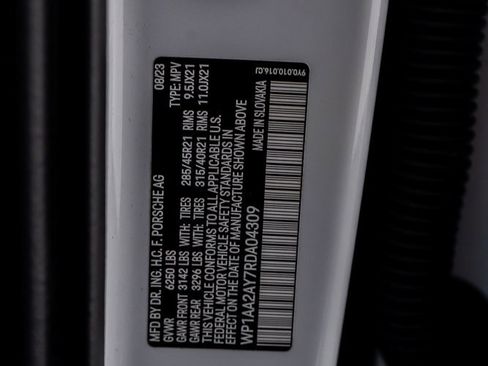 MFD BY DR. ING. H.C. F. PORSCHE AG 08/23
GVWR 6250 LBS TYPE: MPV
GAWR FRONT 3142 LBS WITH: TIRES 285/45R21 RIMS 9.5JX21
GAWR REAR 3296 LBS WITH: TIRES 315/40R21 RIMS 11.0JX21
THIS VEHICLE CONFORMS TO ALL APPLICABLE U.S.
FEDERAL MOTOR VEHICLE SAFETY STANDARDS IN
EFFECT ON THE DATE OF MANUFACTURE SHOWN ABOVE
WP1AA2AY7RDA04309
MADE IN SLOVAKIA
9Y0.010.016.CJ